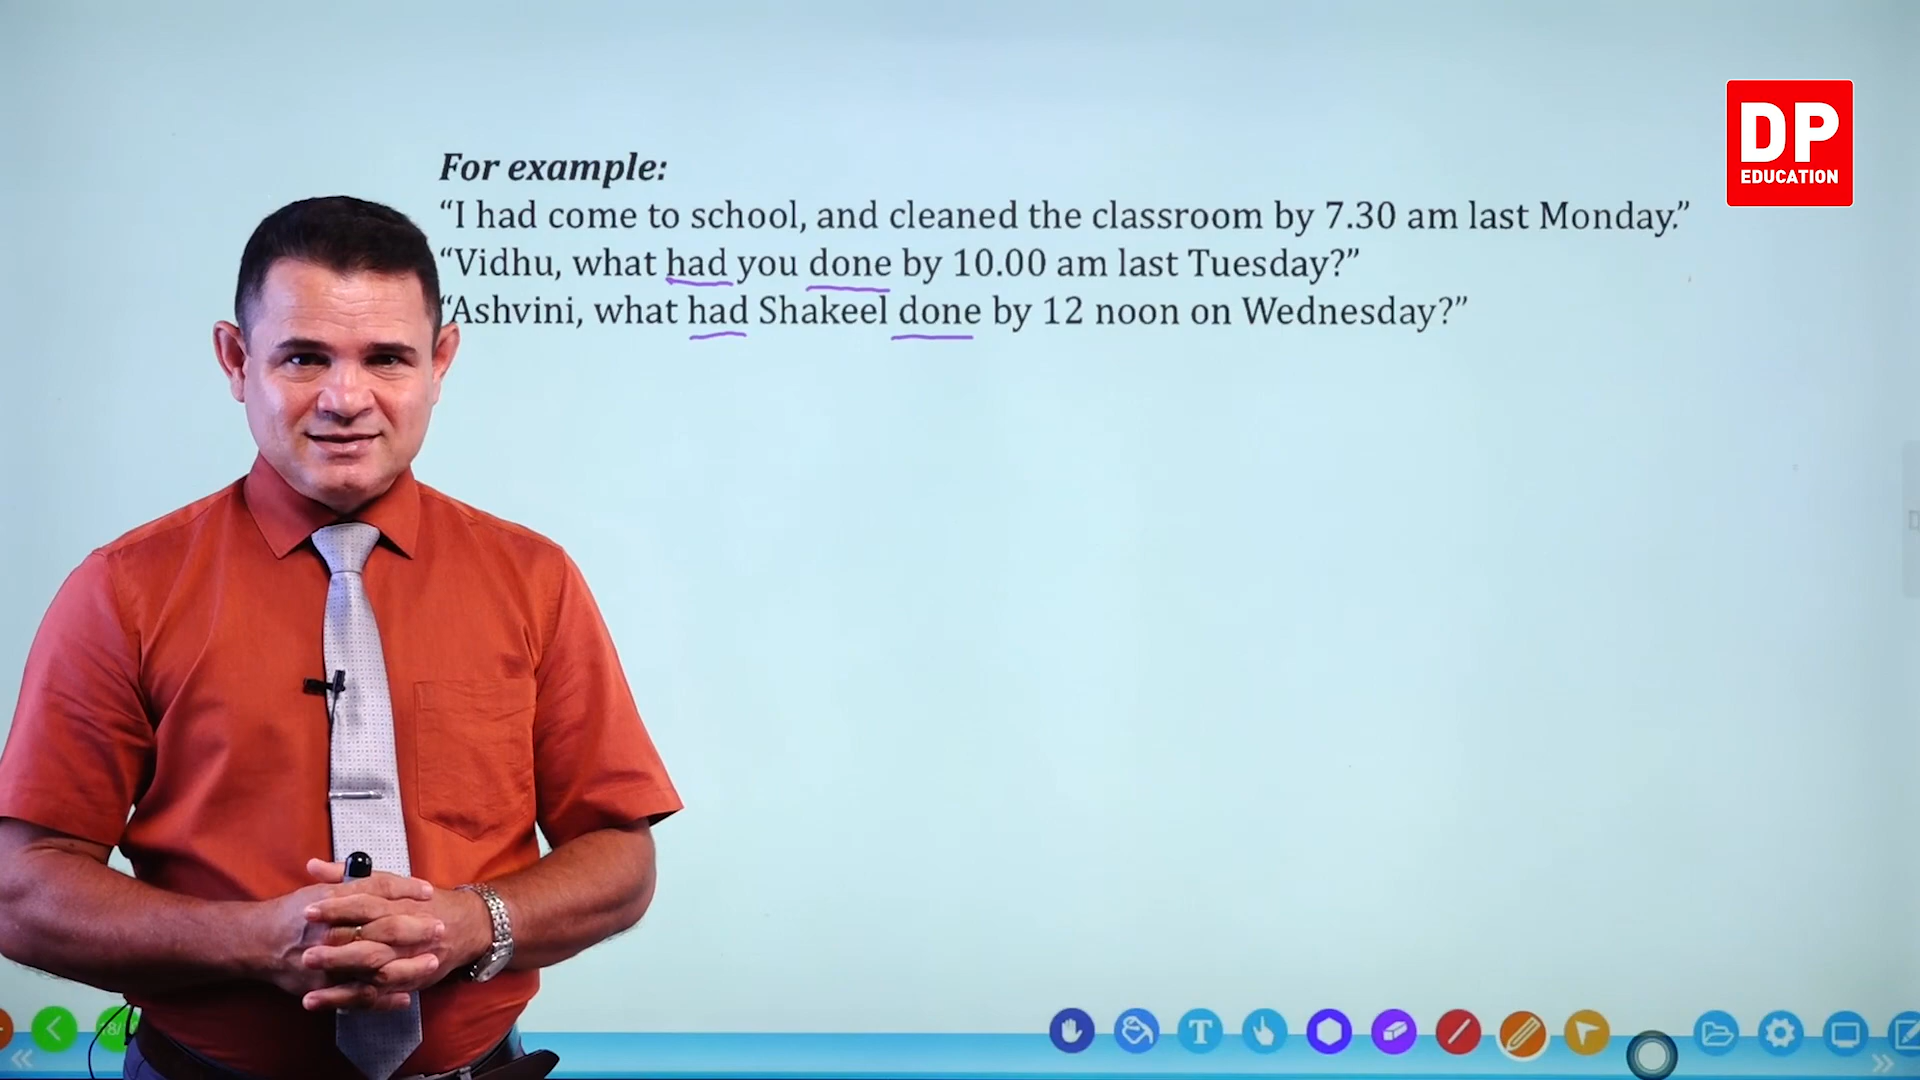 DP
EDUCATION
For example:
“I had come to school, and cleaned the classroom by 7.30 am last Monday.”
“Vidhu, what had you done by 10.00 am last Tuesday?”
“Ashvini, what had Shakeel done by 12 noon on Wednesday?”